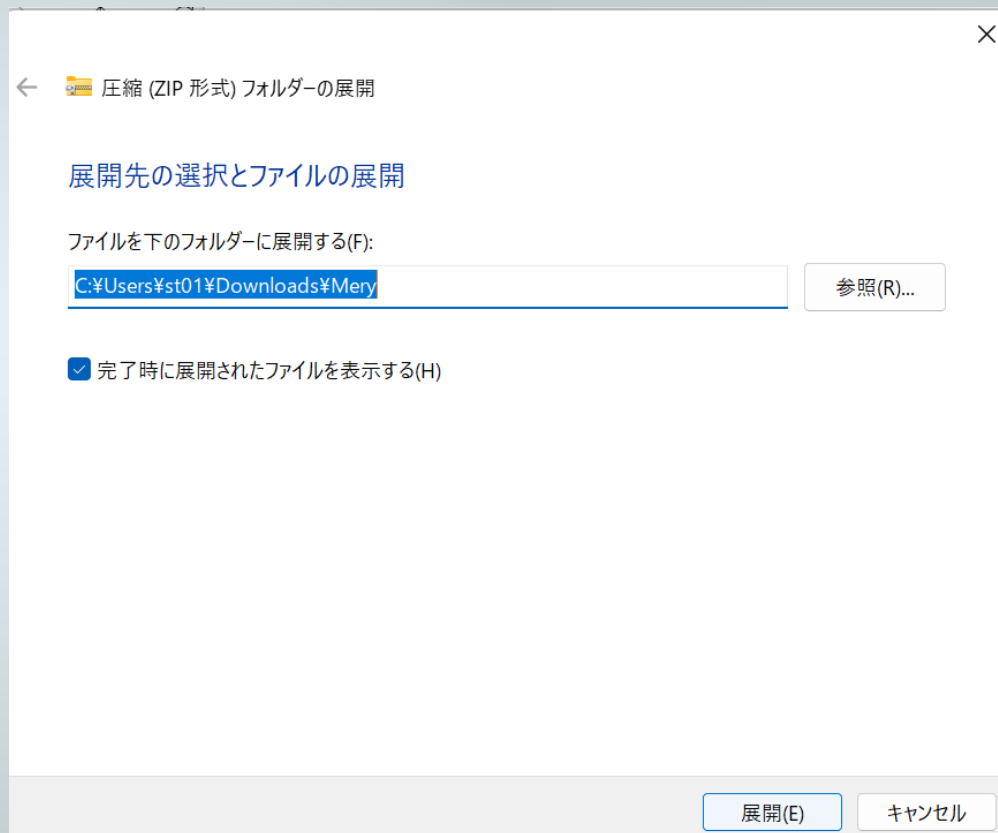 圧縮 (ZIP 形式) フォルダーの展開
展開先の選択とファイルの展開
ファイルを下のフォルダーに展開する(F):
C:¥Users¥st01¥Downloads¥Mery
参照(R)...
完了時に展開されたファイルを表示する(H)
展開(E)
キャンセル